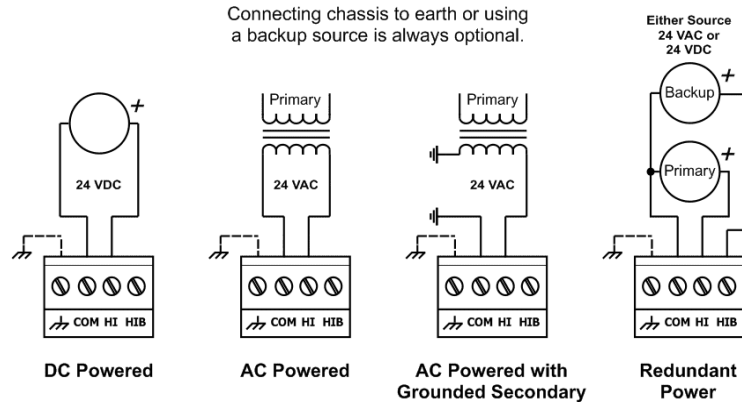 Connecting chassis to earth or using
a backup source is always optional.
Either Source
24 VAC or
24 VDC
+
24 VDC
COM HI HIB
DC Powered
Primary
24 VAC
COM HI HIB
AC Powered
Primary
24 VAC
COM HI HIB
AC Powered with
Grounded Secondary
+
Backup
+
Primary
COM HI HIB
Redundant
Power